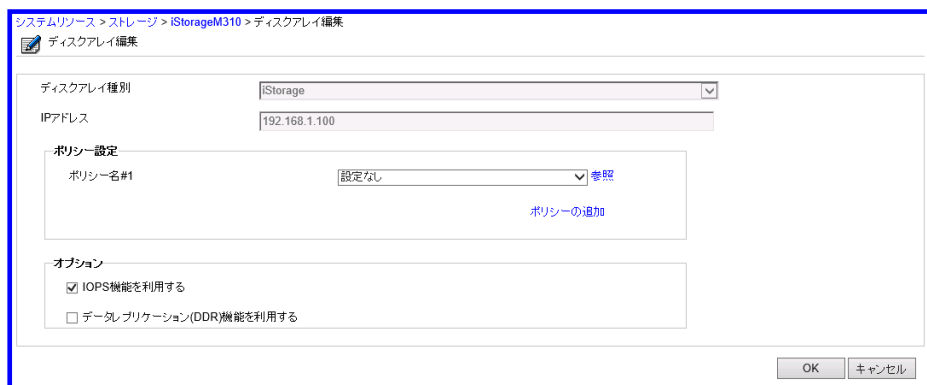 システムリソース > ストレージ > iStorageM310 > ディスクアレイ編集
ディスクアレイ編集
ディスクアレイ種別 iStorage
IPアドレス 192.168.1.100
ポリシー設定
ポリシー名#1 設定なし 参照
ポリシーの追加
オプション
IOPS機能を利用する
データレプリケーション(DDR)機能を利用する
OK キャンセル